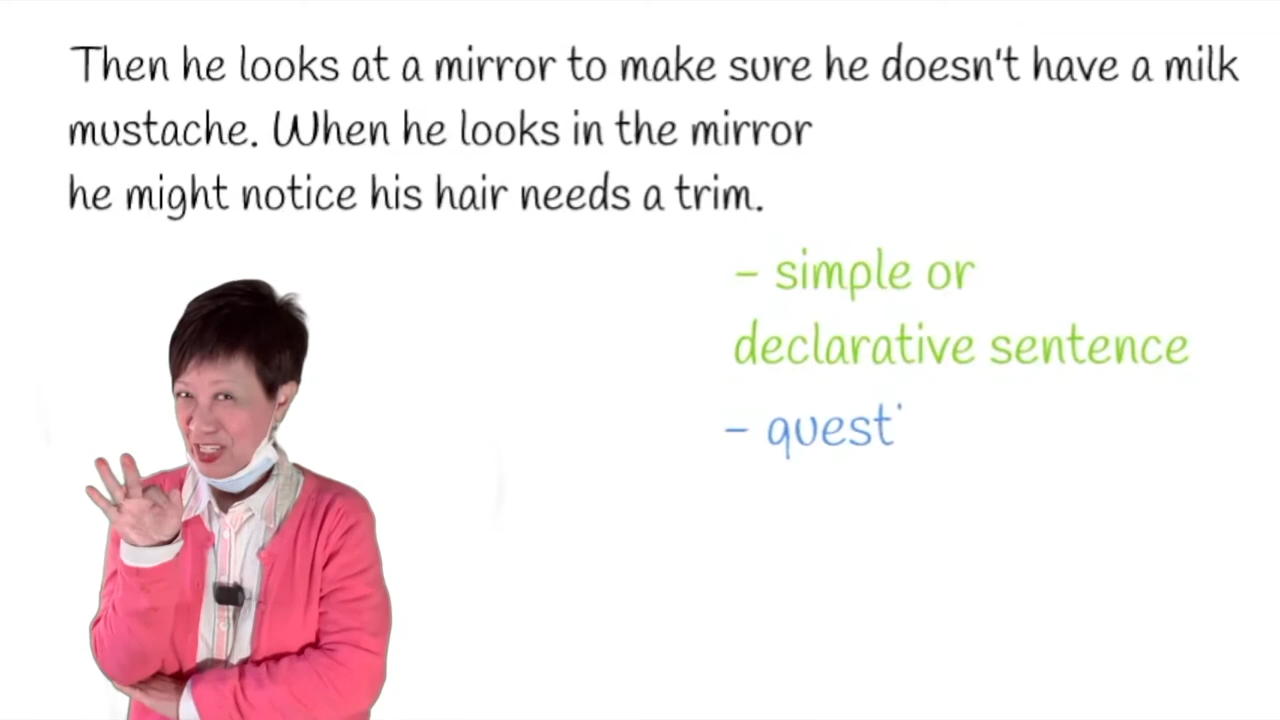 Then he looks at a mirror to make sure he doesn't have a milk
mustache. When he looks in the mirror
he might notice his hair needs a trim.
- simple or
declarative sentence
- quest